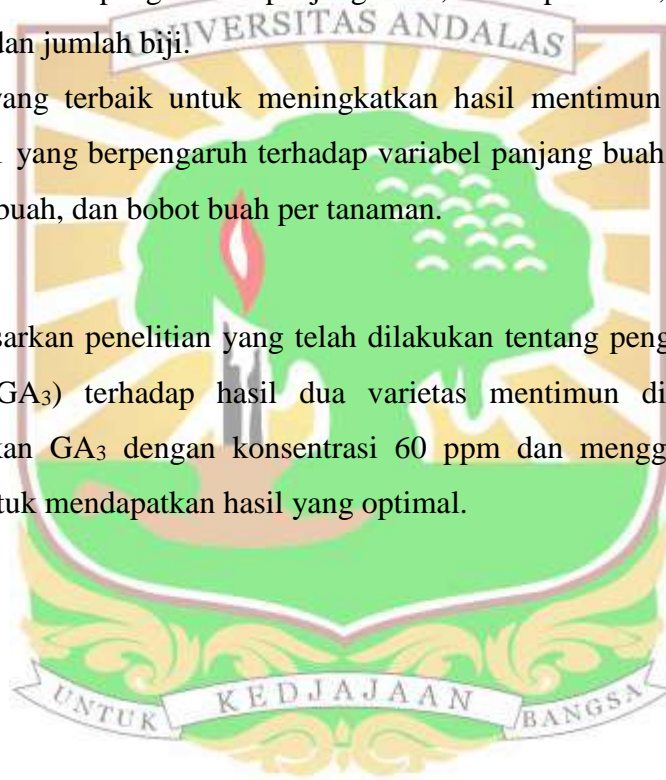 UNIVERSITAS ANDALAS
dan jumlah biji.
yang terbaik untuk meningkatkan hasil mentimun
yang berpengaruh terhadap variabel panjang buah
buah, dan bobot buah per tanaman.
sarkan penelitian yang telah dilakukan tentang peng
GA₃) terhadap hasil dua varietas mentimun di
kan GA₃ dengan konsentrasi 60 ppm dan mengg
tuk mendapatkan hasil yang optimal.
UNTUK KEDJAJAAN BANGSA